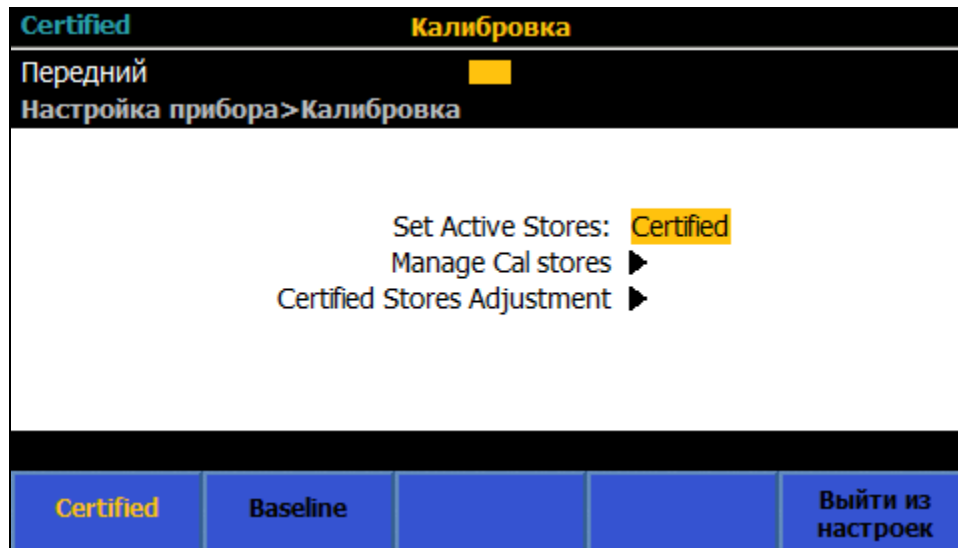 Certified Калибровка
Передний
Настройка прибора>Калибровка
Set Active Stores: Certified
Manage Cal stores
Certified Stores Adjustment
Certified Baseline Выйти из
настроек